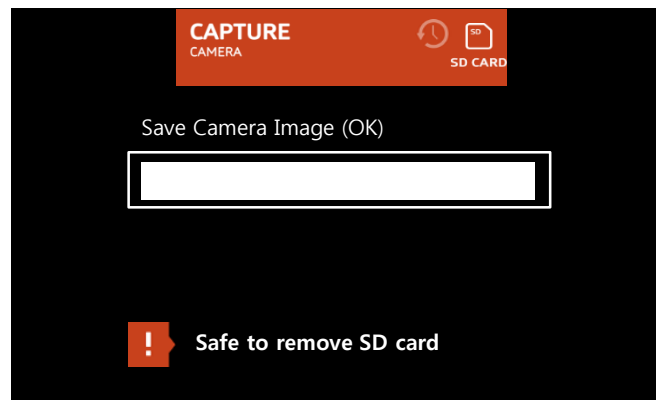 CAPTURE
CAMERA
SD
SD CARD
Save Camera Image (OK)
!
Safe to remove SD card